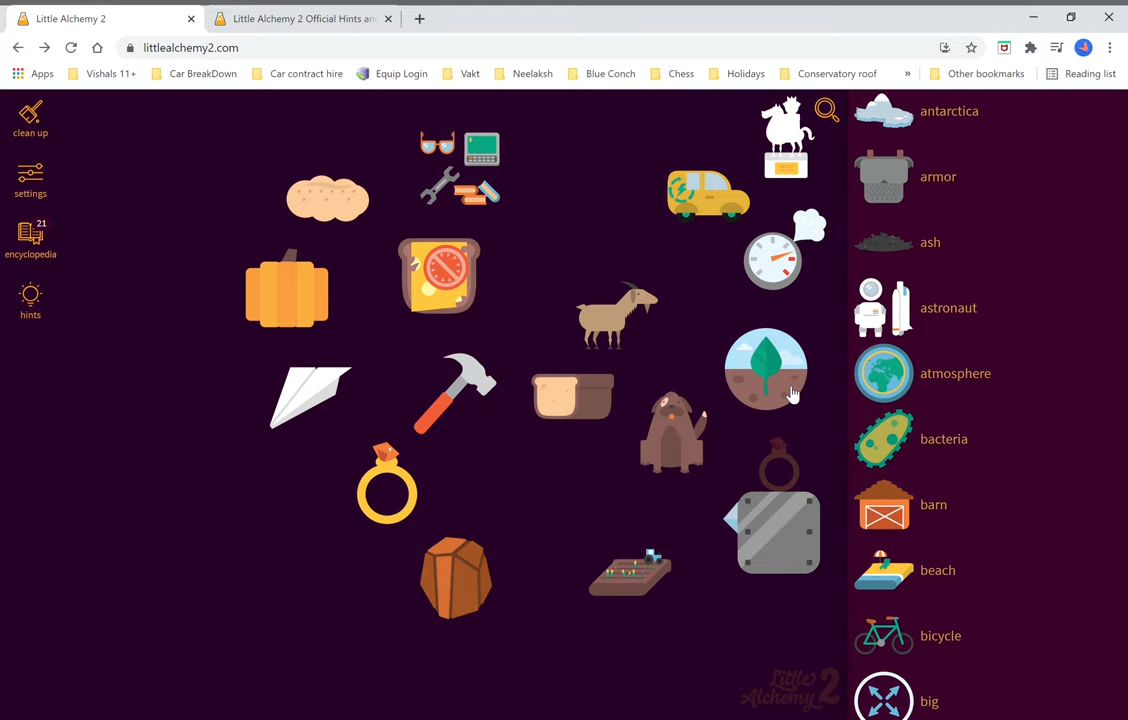 Little Alchemy 2
Little Alchemy 2 Official Hints and
littlealchemy2.com
Apps
Vishals 11+
Car BreakDown
Car contract hire
Equip Login
Vakt
Neelaksh
Blue Conch
Chess
Holidays
Conservatory roof
»
Other bookmarks
Reading list
clean up
settings
21
encyclopedia
hints
antarctica
armor
ash
astronaut
atmosphere
bacteria
barn
beach
bicycle
big
Little
Alchemy 2